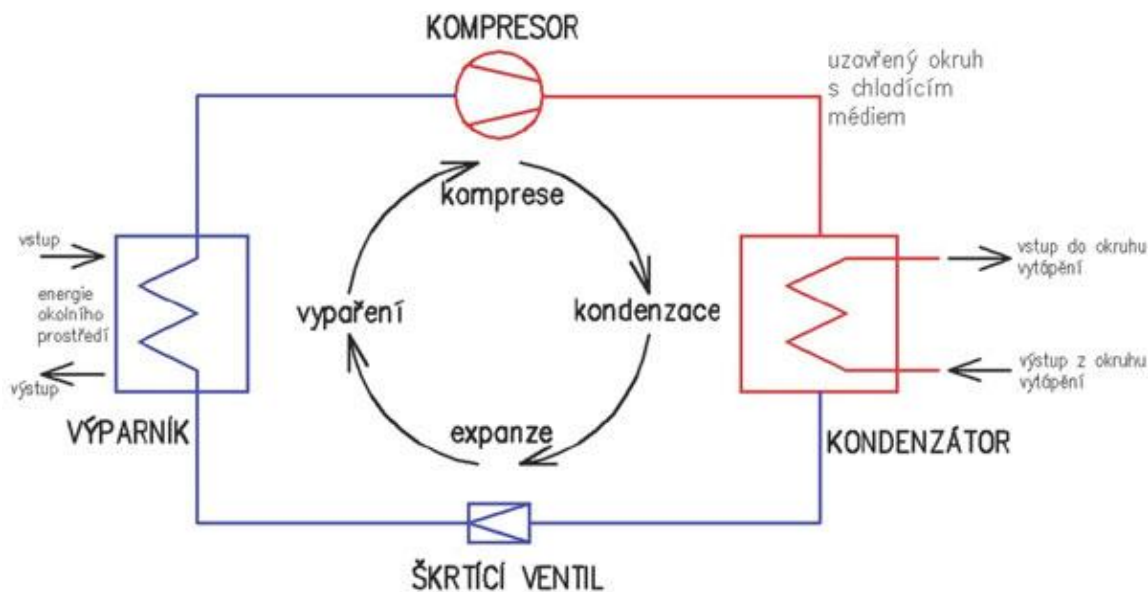 KOMPRESOR
uzavřený okruh
s chladícím
médiem
komprese
vstup
energie
okolního
prostředí
výstup
vypaření
kondenzace
vstup do okruhu
vytápění
výstup z okruhu
vytápění
VÝPARNÍK
expanze
KONDENZÁTOR
ŠKRTÍCÍ VENTIL